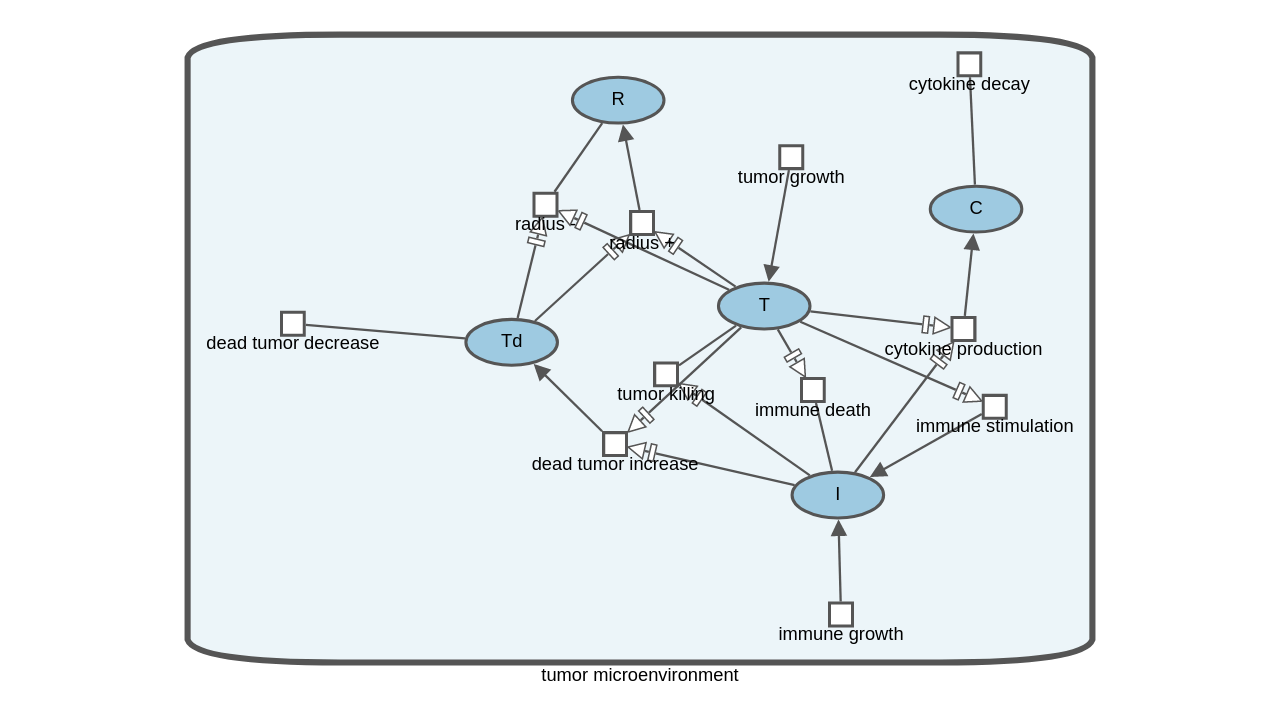 cytokine decay
R
tumor growth
C
radius -
radius +
T
dead tumor decrease
Td
cytokine production
tumor killing
immune death
immune stimulation
dead tumor increase
I
immune growth
tumor microenvironment